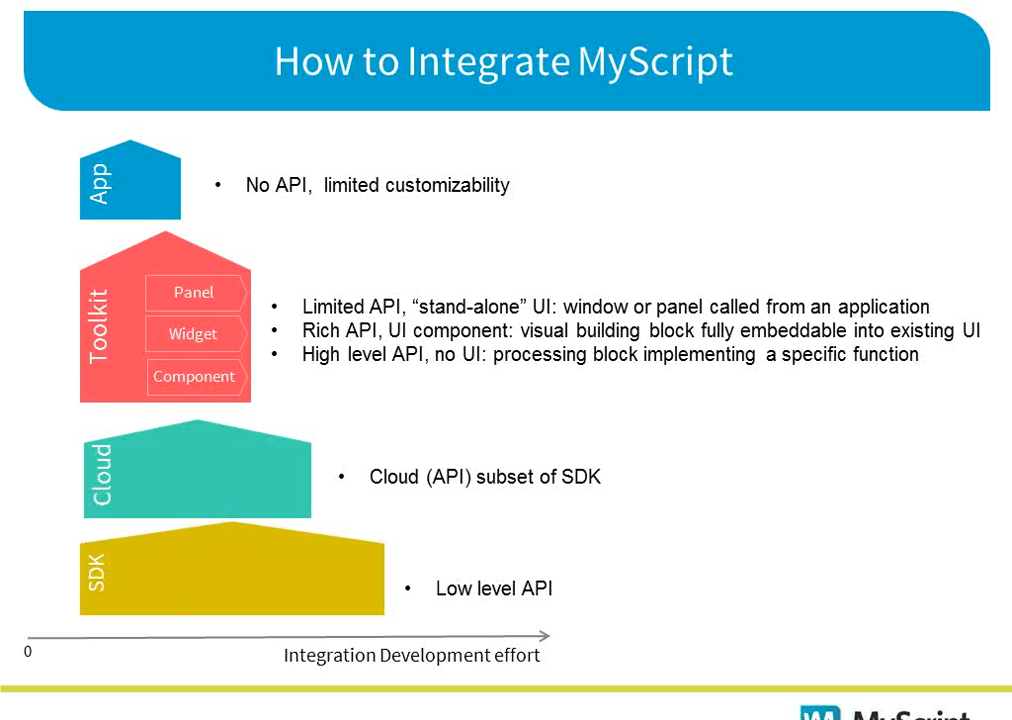 How to Integrate MyScript
App
• No API, limited customizability
Toolkit
Panel
Widget
Component
• Limited API, “stand-alone” UI: window or panel called from an application
• Rich API, UI component: visual building block fully embeddable into existing UI
• High level API, no UI: processing block implementing a specific function
Cloud
• Cloud (API) subset of SDK
SDK
• Low level API
0
Integration Development effort
MyScript